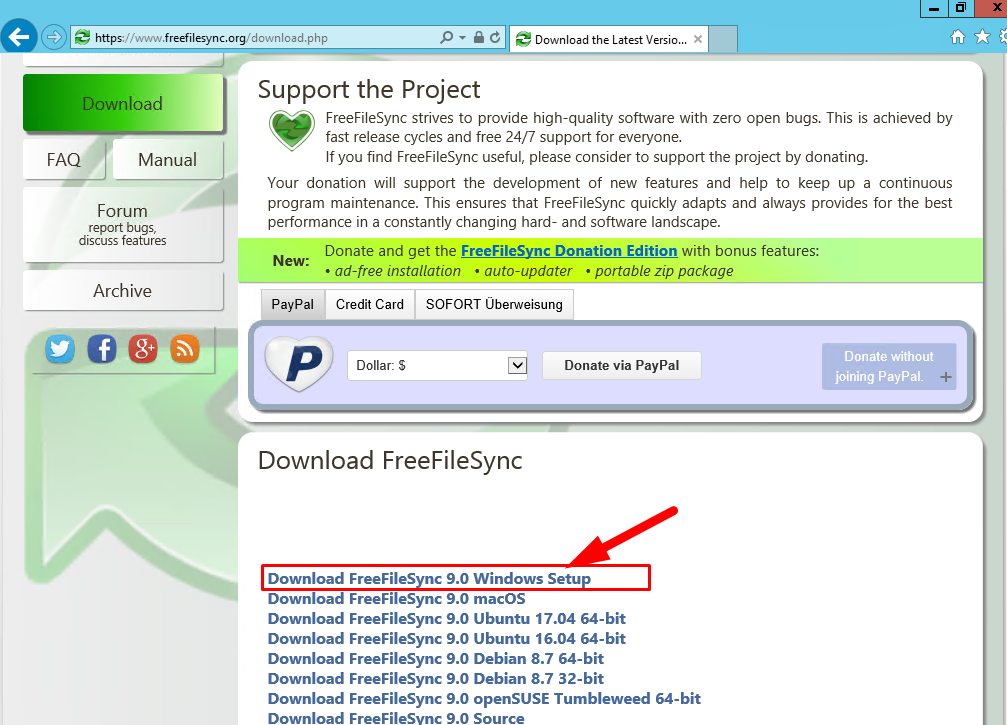 https://www.freefilesync.org/download.php
Download the Latest Versio...
Download
FAQ
Manual
Forum
report bugs,
discuss features
Archive
Support the Project
FreeFileSync strives to provide high-quality software with zero open bugs. This is achieved by
fast release cycles and free 24/7 support for everyone.
If you find FreeFileSync useful, please consider to support the project by donating.
Your donation will support the development of new features and help to keep up a continuous
program maintenance. This ensures that FreeFileSync quickly adapts and always provides for the best
performance in a constantly changing hard- and software landscape.
New:
Donate and get the FreeFileSync Donation Edition with bonus features:
• ad-free installation • auto-updater • portable zip package
PayPal
Credit Card
SOFORT Überweisung
Dollar: $
Donate via PayPal
Donate without
joining PayPal. +
Download FreeFileSync
Download FreeFileSync 9.0 Windows Setup
Download FreeFileSync 9.0 macOS
Download FreeFileSync 9.0 Ubuntu 17.04 64-bit
Download FreeFileSync 9.0 Ubuntu 16.04 64-bit
Download FreeFileSync 9.0 Debian 8.7 64-bit
Download FreeFileSync 9.0 Debian 8.7 32-bit
Download FreeFileSync 9.0 openSUSE Tumbleweed 64-bit
Download FreeFileSync 9.0 Source